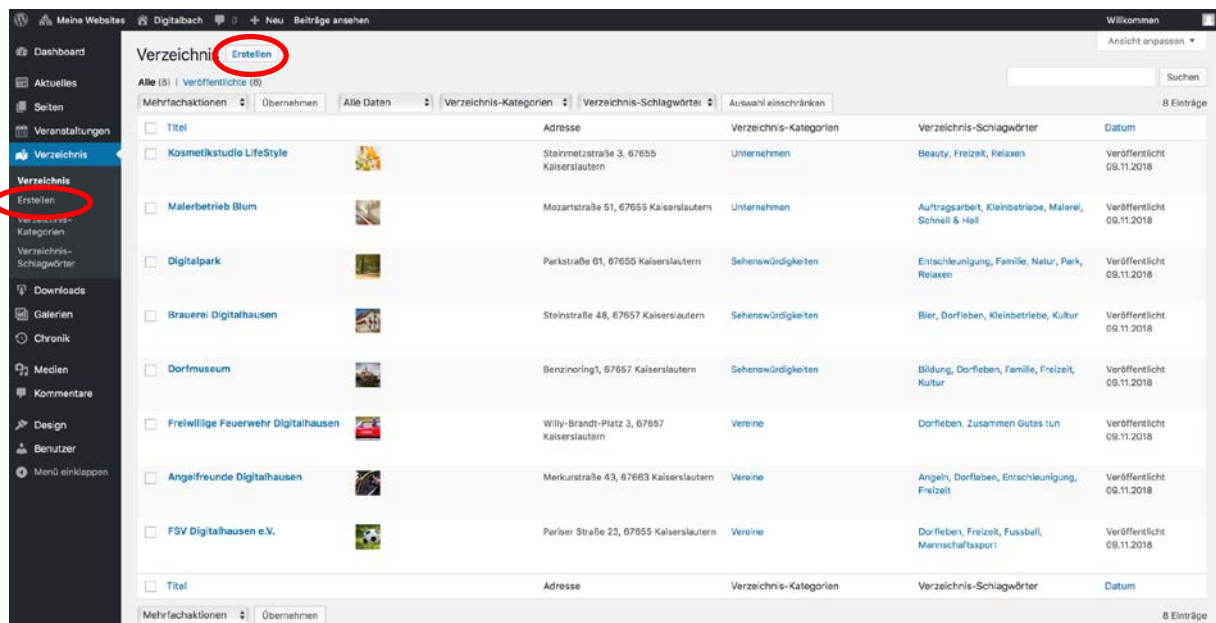 Meine Websites Digitalbach 0 + Neu Beiträge ansehen Willkommen
Dashboard
Aktuelles
Seiten
Veranstaltungen
Verzeichnis
Verzeichnis
Erstellen
Verzeichnis-
Kategorien
Verzeichnis-
Schlagwörter
Downloads
Galerien
Chronik
Medien
Kommentare
Design
Benutzer
Menü einklappen
Ansicht anpassen ▼
Verzeichnis Erstellen
Alle (8) | Veröffentlichte (8)
Suchen
Mehrfachaktionen Übernehmen Alle Daten Verzeichnis-Kategorien Verzeichnis-Schlagwörter Auswahl einschränken 8 Einträge
Titel Adresse Verzeichnis-Kategorien Verzeichnis-Schlagwörter Datum
Kosmetikstudio LifeStyle Steinmetzstraße 3, 67655 Unternehmen Beauty, Freizeit, Relaxen Veröffentlicht
Kaiserslautern 09.11.2018
Malerbetrieb Blum Mozartstraße 51, 67655 Kaiserslautern Unternehmen Auftragsarbeit, Kleinbetriebe, Malerei, Veröffentlicht
Schnell & Hell 09.11.2018
Digitalpark Parkstraße 61, 67655 Kaiserslautern Sehenswürdigkeiten Entschleunigung, Familie, Natur, Park, Veröffentlicht
Relaxen 09.11.2018
Brauerei Digitalhausen Steinstraße 48, 67657 Kaiserslautern Sehenswürdigkeiten Bier, Dorfleben, Kleinbetriebe, Kultur Veröffentlicht
09.11.2018
Dorfmuseum Benzinoring1, 67657 Kaiserslautern Sehenswürdigkeiten Bildung, Dorfleben, Familie, Freizeit, Veröffentlicht
Kultur 09.11.2018
Freiwillige Feuerwehr Digitalhausen Willy-Brandt-Platz 3, 67657 Vereine Dorfleben, Zusammen Gutes tun Veröffentlicht
Kaiserslautern 09.11.2018
Angelfreunde Digitalhausen Merkurstraße 43, 67663 Kaiserslautern Vereine Angeln, Dorfleben, Entschleunigung, Veröffentlicht
Freizeit 09.11.2018
FSV Digitalhausen e.V. Pariser Straße 23, 67655 Kaiserslautern Vereine Dorfleben, Freizeit, Fussball, Veröffentlicht
Mannschaftssport 09.11.2018
Titel Adresse Verzeichnis-Kategorien Verzeichnis-Schlagwörter Datum
Mehrfachaktionen Übernehmen 8 Einträge